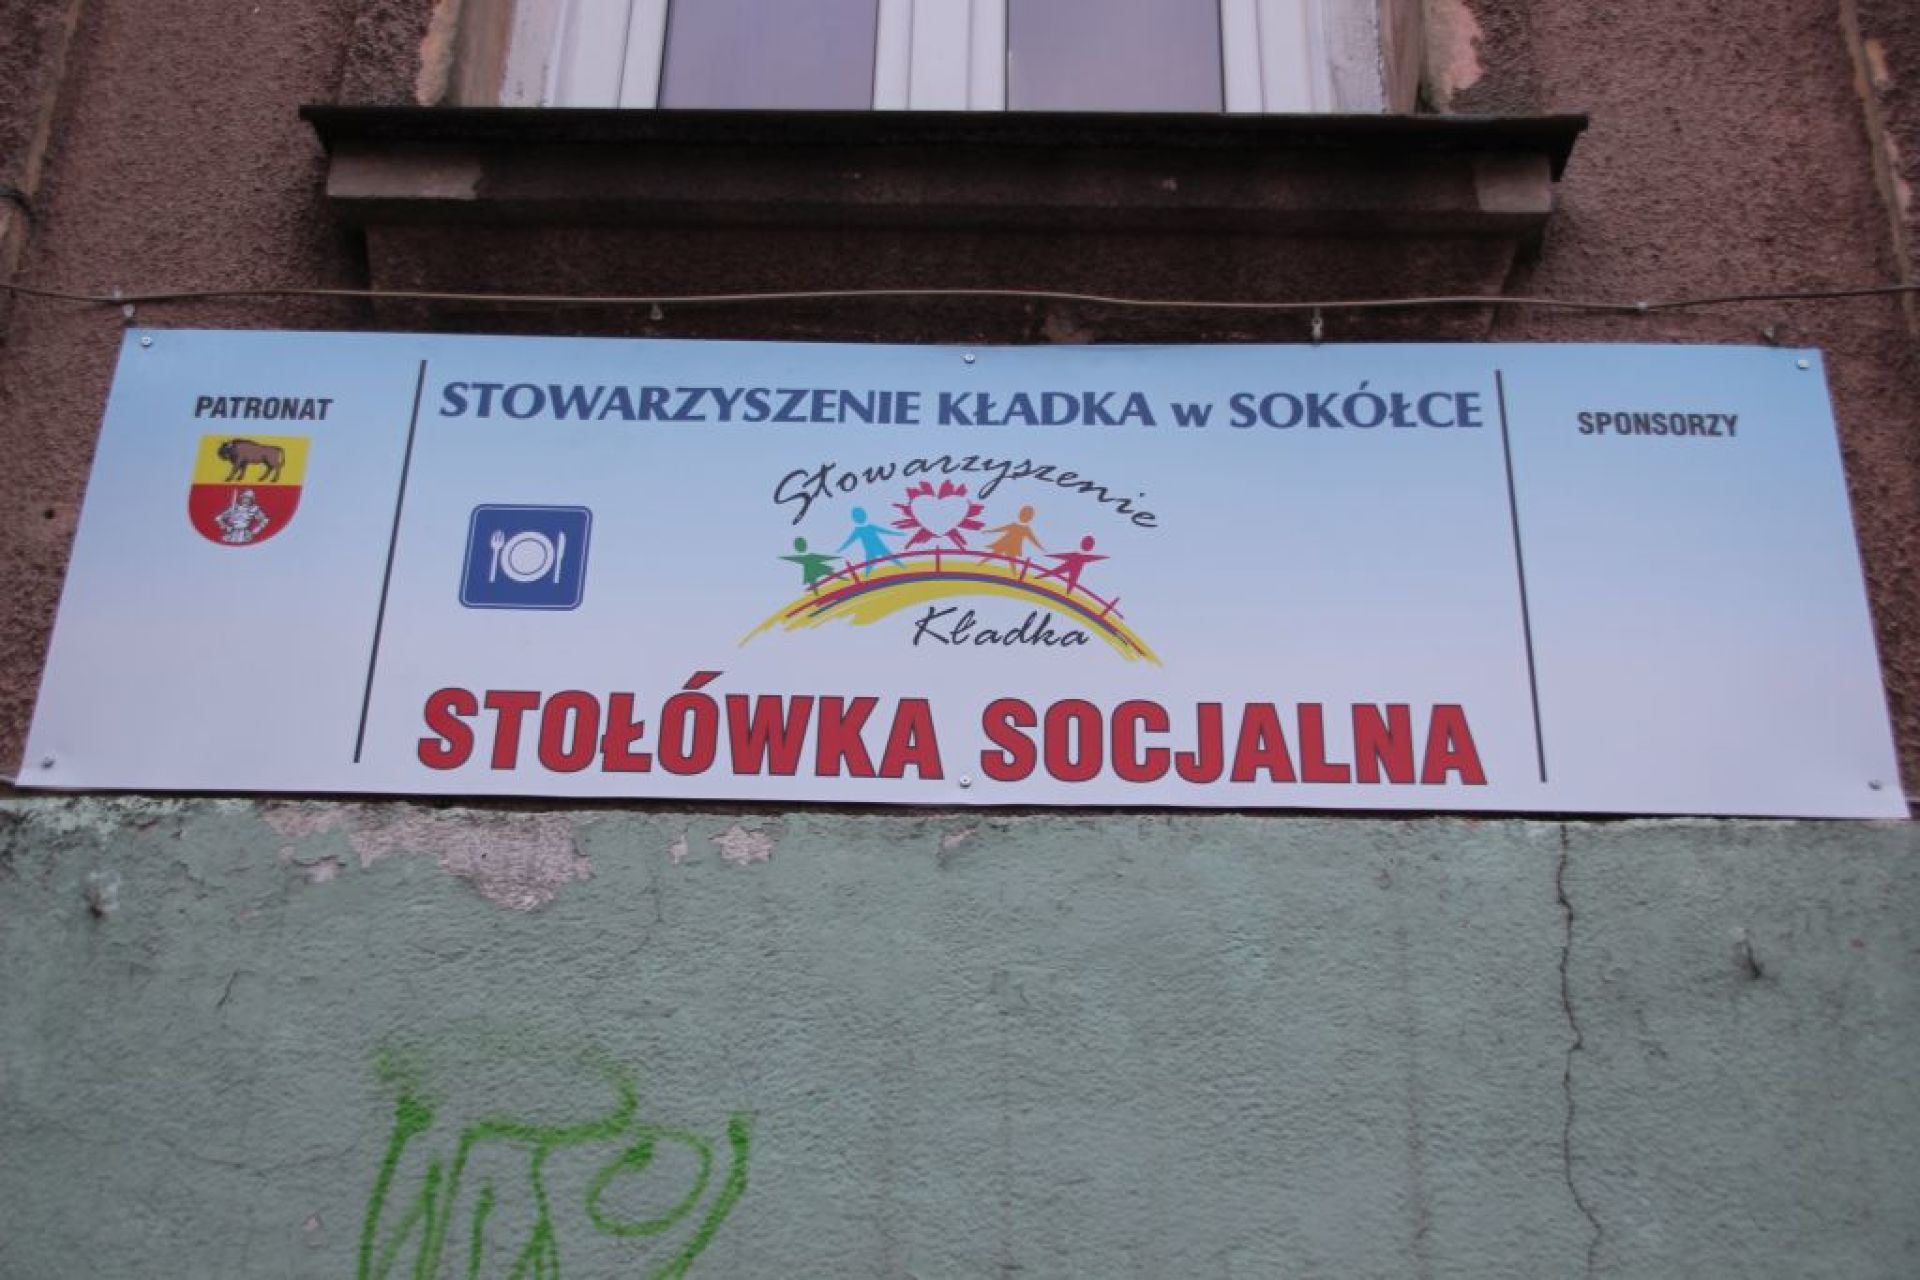 PATRONAT
STOWARZYSZENIE KŁADKA w SOKÓŁCE
Stowarzyszenie
Kładka
STOŁÓWKA SOCJALNA
SPONSORZY